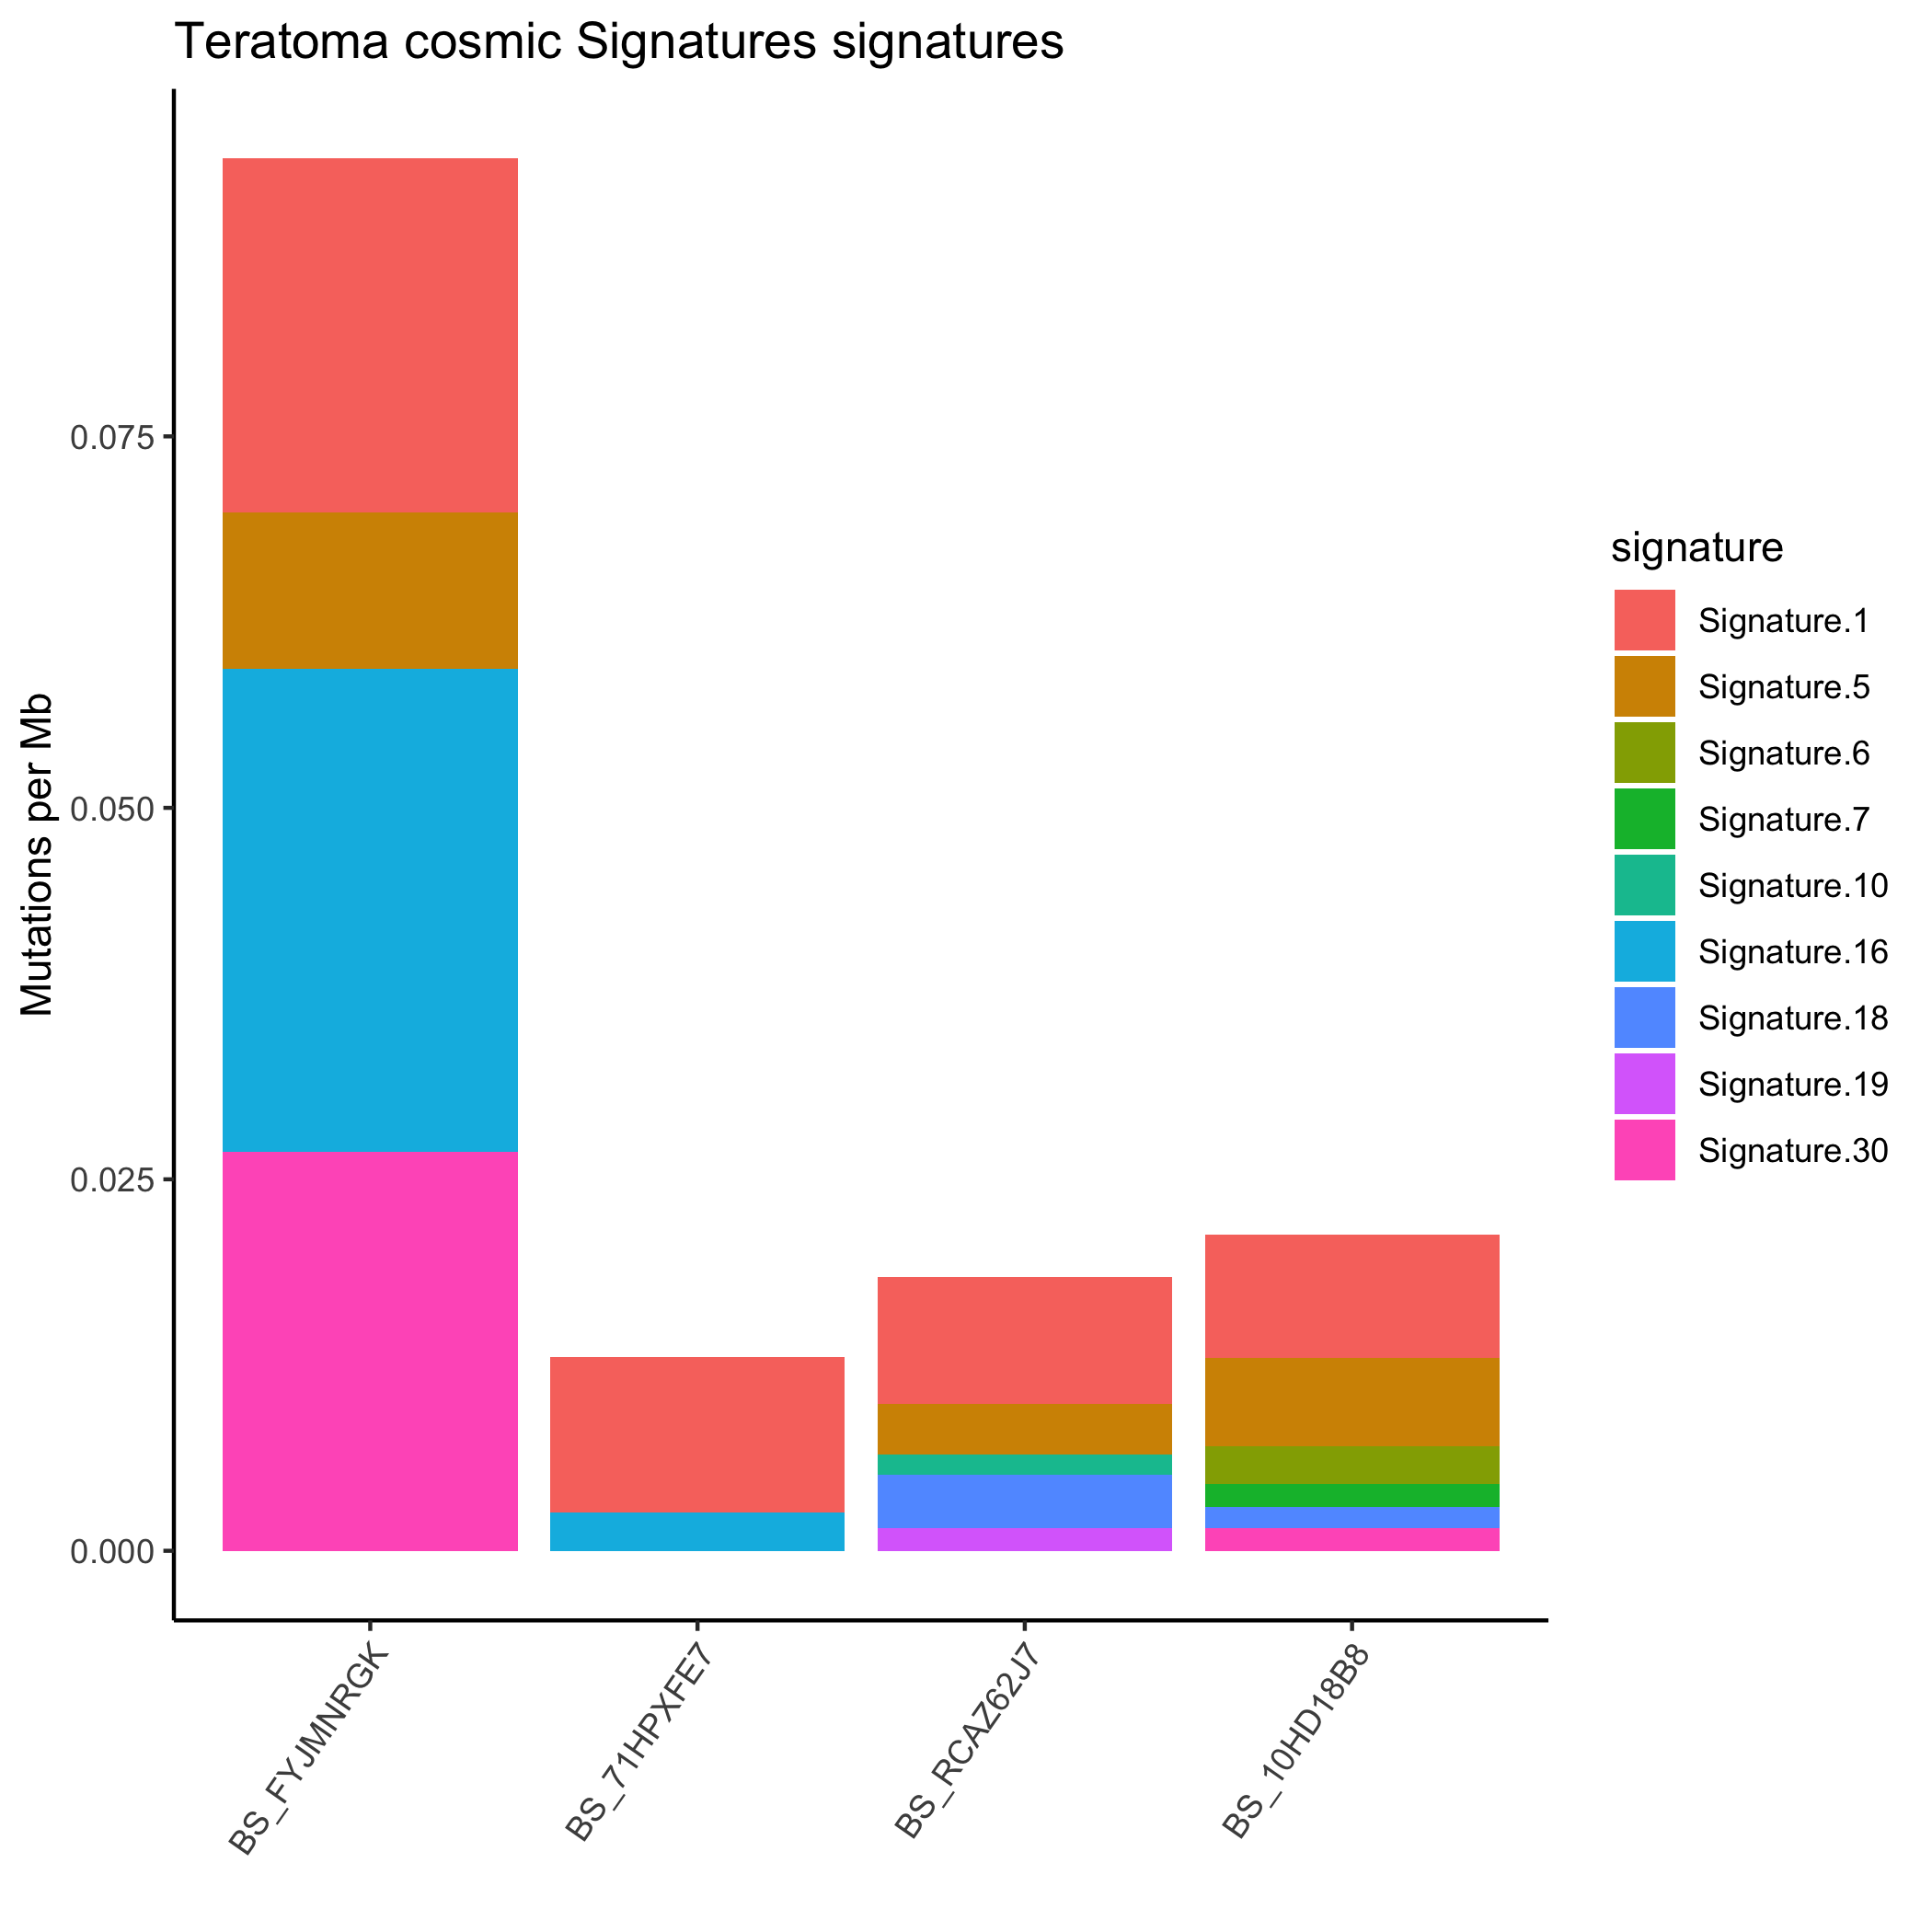 Teratoma cosmic Signatures signatures
Mutations per Mb
0.075
0.050
0.025
0.000
BS_FYJMNRGK
BS_71HPXFE7
BS_RCAZ62J7
BS_10HD18B8
signature
Signature.1
Signature.5
Signature.6
Signature.7
Signature.10
Signature.16
Signature.18
Signature.19
Signature.30